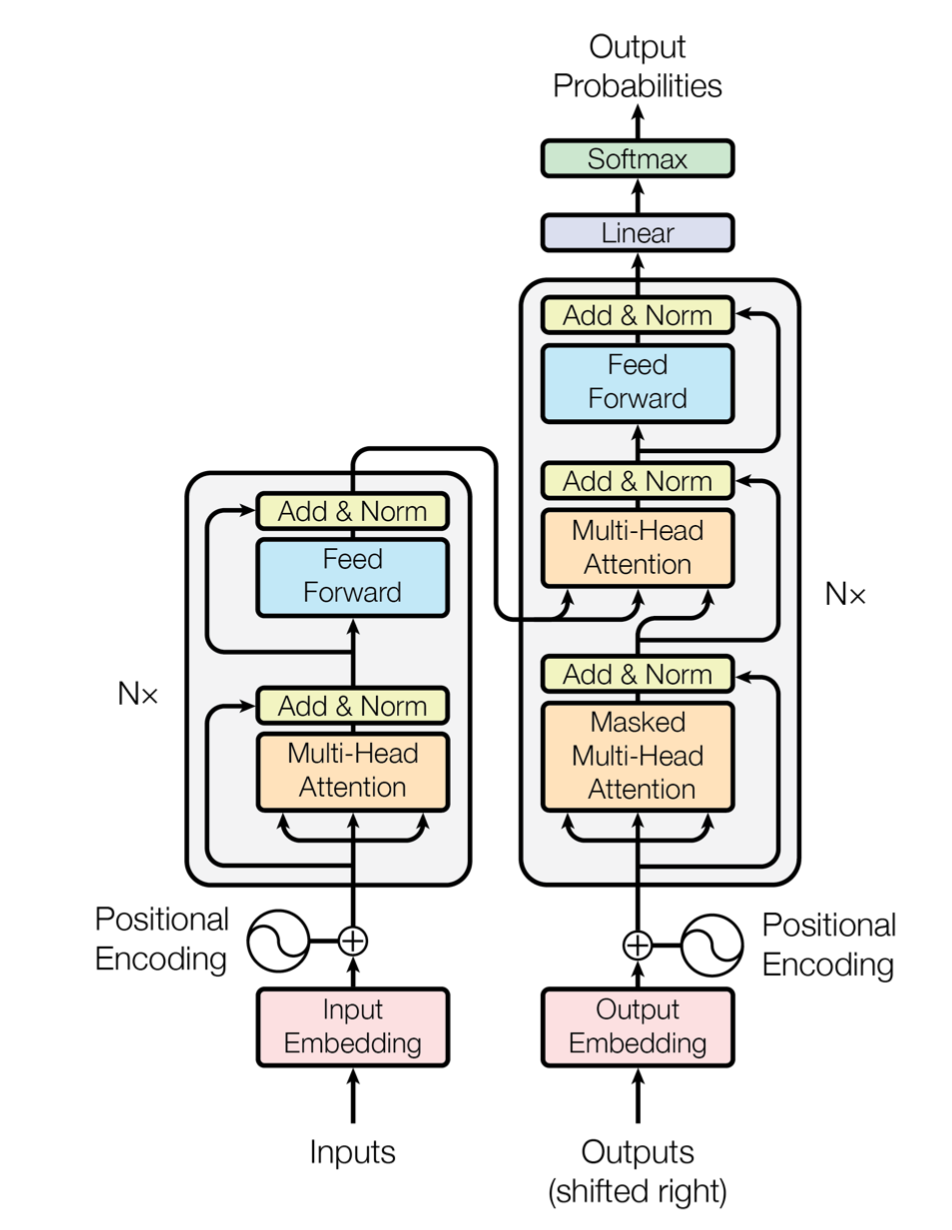 Output
Probabilities
Softmax
Linear
Add & Norm
Feed
Forward
Add & Norm
Multi-Head
Attention
N×
Add & Norm
Masked
Multi-Head
Attention
Add & Norm
Feed
Forward
N×
Add & Norm
Multi-Head
Attention
Positional
Encoding
Positional
Encoding
Input
Embedding
Output
Embedding
Inputs
Outputs
(shifted right)